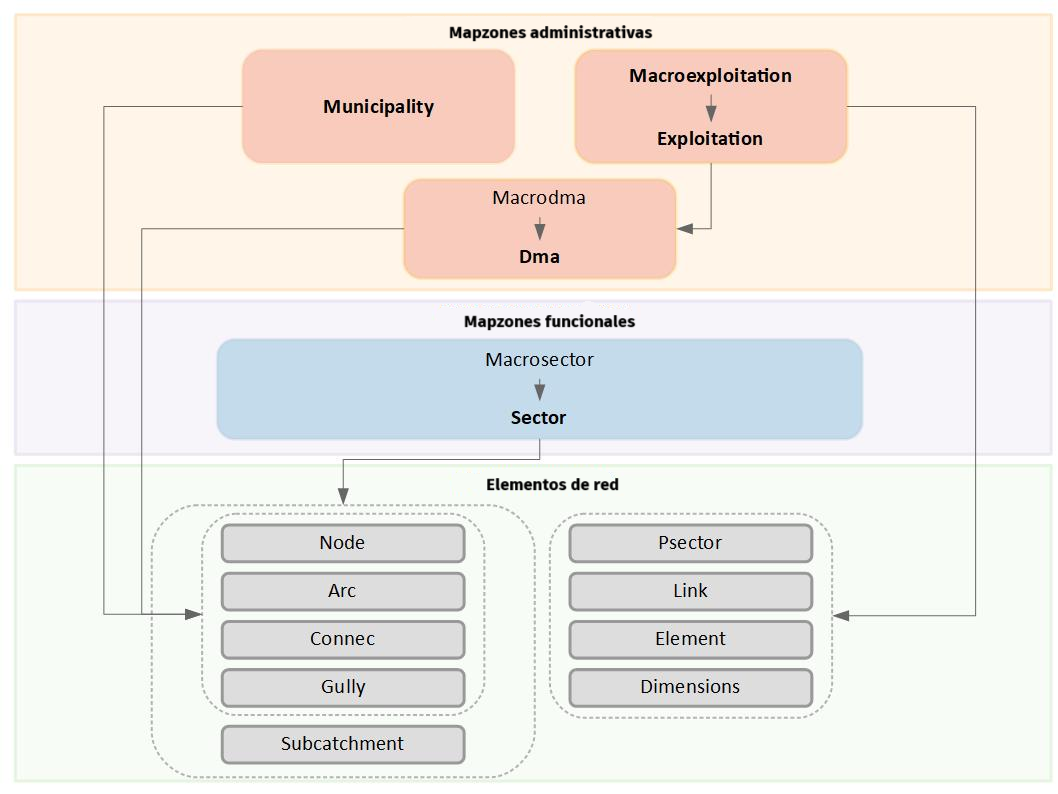 Mapzones administrativas
Municipality
Macroexploitation
Exploitation
Macrodma
Dma
Mapzones funcionales
Macrosector
Sector
Elementos de red
Node
Arc
Connec
Gully
Subcatchment
Psector
Link
Element
Dimensions